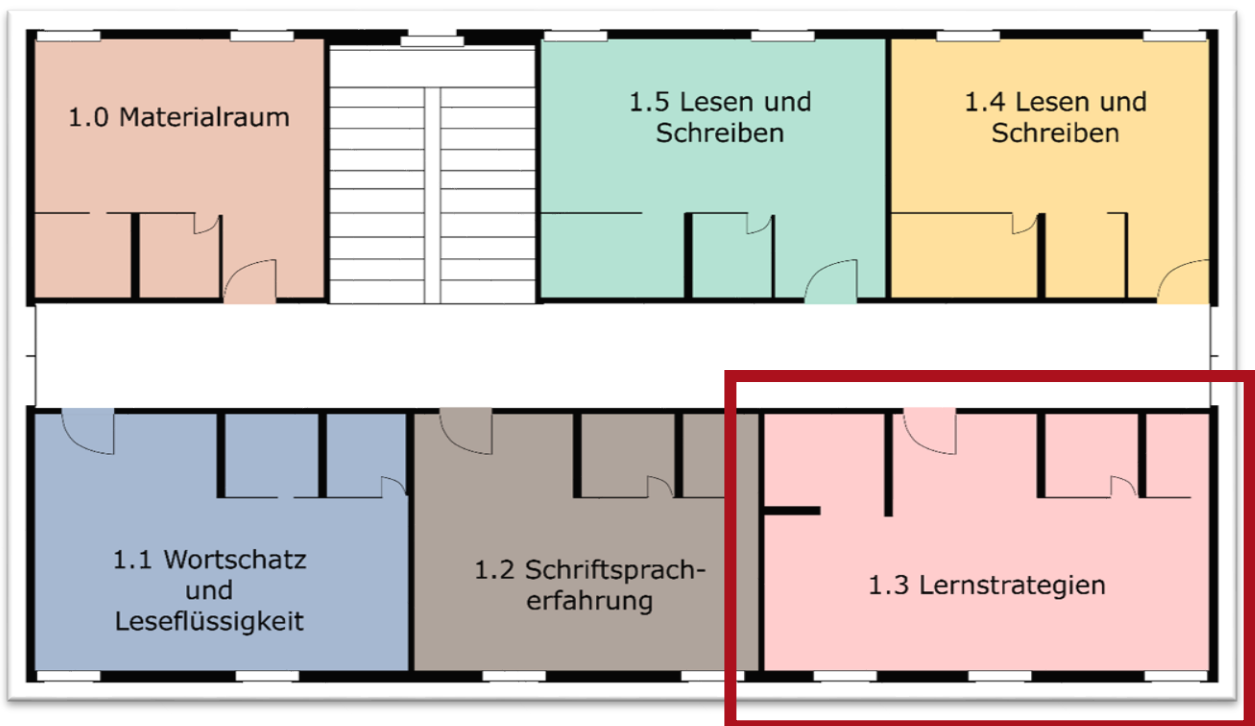 1.0 Materialraum
1.5 Lesen und
Schreiben
1.4 Lesen und
Schreiben
1.1 Wortschatz
und
Leseflüssigkeit
1.2 Schriftsprach-
erfahrung
1.3 Lernstrategien